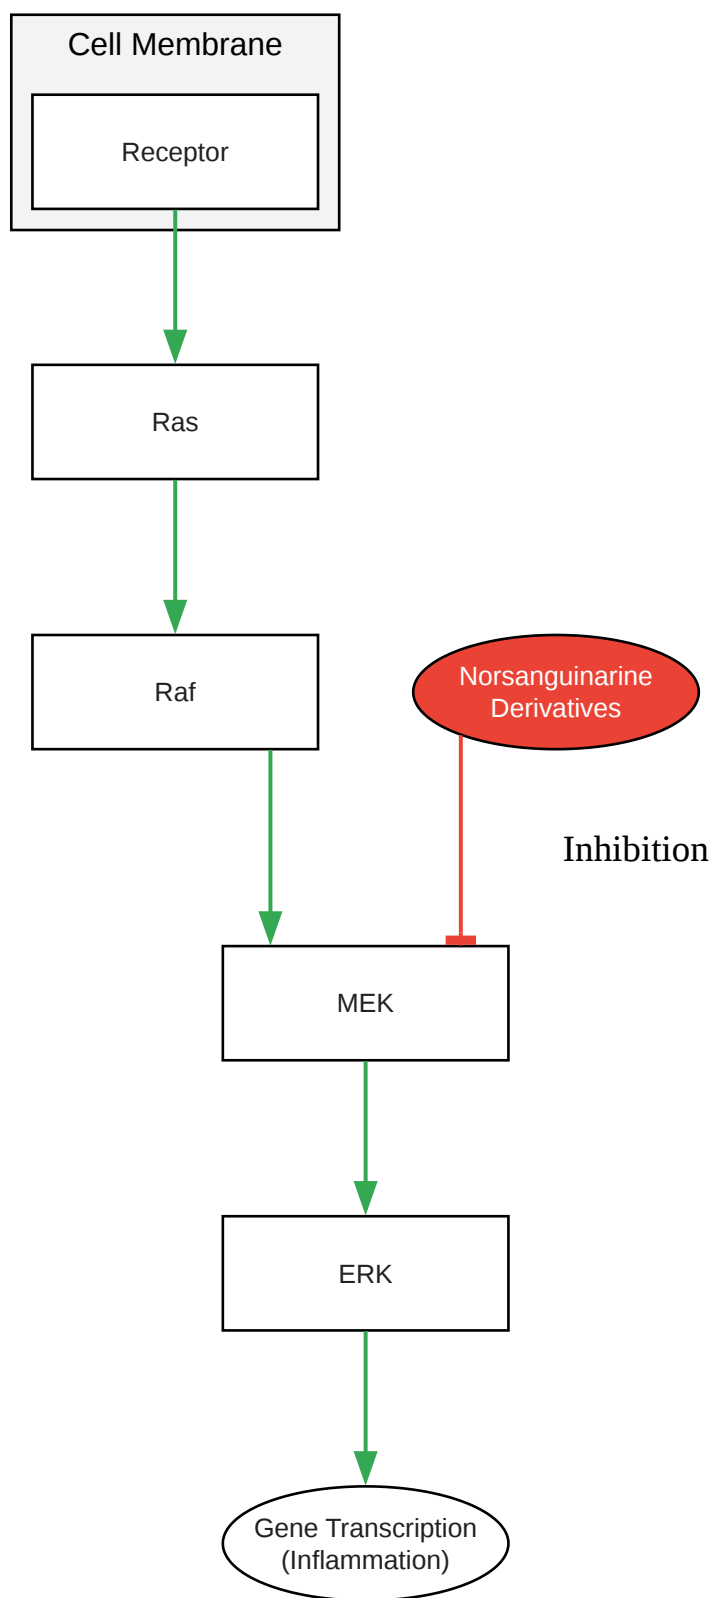 Cell Membrane
Receptor
Ras
Raf
Norsanguinarine
Derivatives
Inhibition
MEK
ERK
Gene Transcription
(Inflammation)